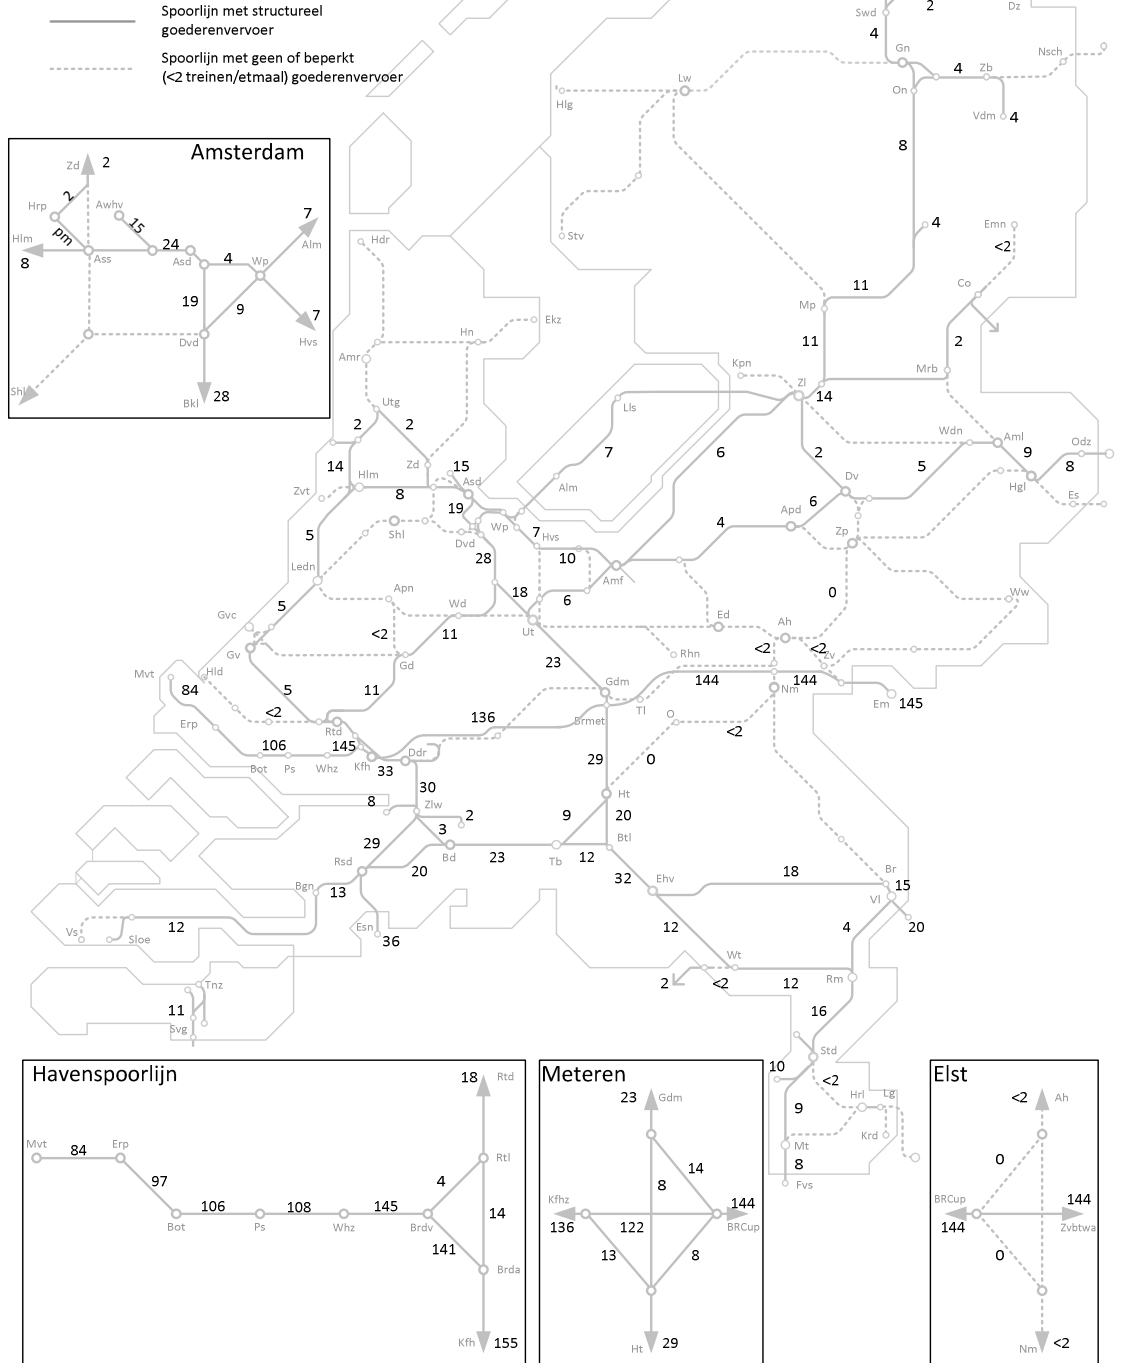 Spoorlijn met structureel
goederenvervoer
Spoorlijn met geen of beperkt
(<2 treinen/etmaal) goederenvervoer
Swd
2
Dz
4
Gn
4
Zb
Nsch
On
Vdm
4
Hlg
Lw
8
Stv
4
Emn
<2
Amsterdam
Zd
2
Hrp
2
Awhv
pm
15
Hlm
8
Ass
24
Asd
4
Wp
7
Alm
19
9
7
Hvs
Dvd
Shl
Bkl
28
Hdr
Co
11
Mp
Hn
Ekz
11
2
Amr
Kpn
Mrb
Zl
14
Utg
Lls
2
2
Wdn
Aml
Odz
14
Zd
15
7
6
2
5
9
8
Zvt
Hlm
8
Asd
Alm
Dv
Hgl
Es
19
Wp
6
Apd
5
Shl
Dvd
7
Hvs
4
Zp
28
10
Ledn
Amf
Apn
18
6
0
Ww
5
Wd
Gvc
<2
11
Ut
Ed
Ah
<2
<2
Gv
Gd
23
Rhn
Zv
Mvt
84
Hld
5
11
Gdm
144
144
Nm
Em
145
<2
Tl
Erp
136
Brmet
O
<2
Rtd
145
106
Ddr
29
0
Bot
Ps
Whz
Kfh
33
30
8
Zlw
2
9
Ht
20
29
3
Btl
Rsd
Bd
23
Tb
12
20
Bgn
13
32
Ehv
18
Br
15
Vl
12
Vs
Sloe
Esn
36
12
4
20
Wt
2
<2
12
Rm
Tnz
11
Svg
16
Std
10
<2
Hrl
Lg
9
Krd
Mt
8
Fvs
Havenspoorlijn
18
Rtd
Mvt
84
Erp
Rtl
97
4
106
108
145
14
Bot
Ps
Whz
Brdv
141
Brda
Kfh
155
Meteren
23
Gdm
14
8
Kfhz
144
136
122
BRCup
13
8
Ht
29
Elst
<2
Ah
0
BRCup
144
144
Zvbtwa
0
Nm
<2